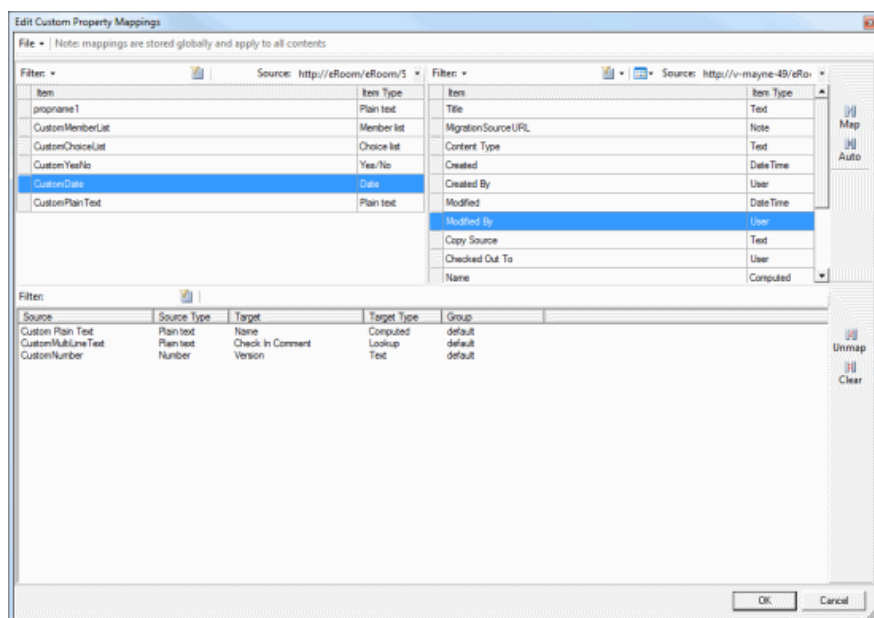 Edit Custom Property Mappings
File Note: mappings are stored globally and apply to all contents
Filter: Source: http://eRoom/eRoom/S
Filter: Source: http://v-mayne-49/eRo
Item Item Type
propname1 Plain text
CustomMemberList Member list
CustomChoiceList Choice list
CustomYesNo Yes/No
CustomDate Date
CustomPlainText Plain text
Item Item Type
Title Text
MigrationSourceURL Note
Content Type Text
Created DateTime
Created By User
Modified DateTime
Modified By User
Copy Source Text
Checked Out To User
Name Computed
Map
Auto
Filter:
Source Source Type Target Target Type Group
Custom Plain Text Plain text Name Computed default
CustomMultiLineText Plain text Check In Comment Lookup default
CustomNumber Number Version Text default
Unmap
Clear
OK Cancel